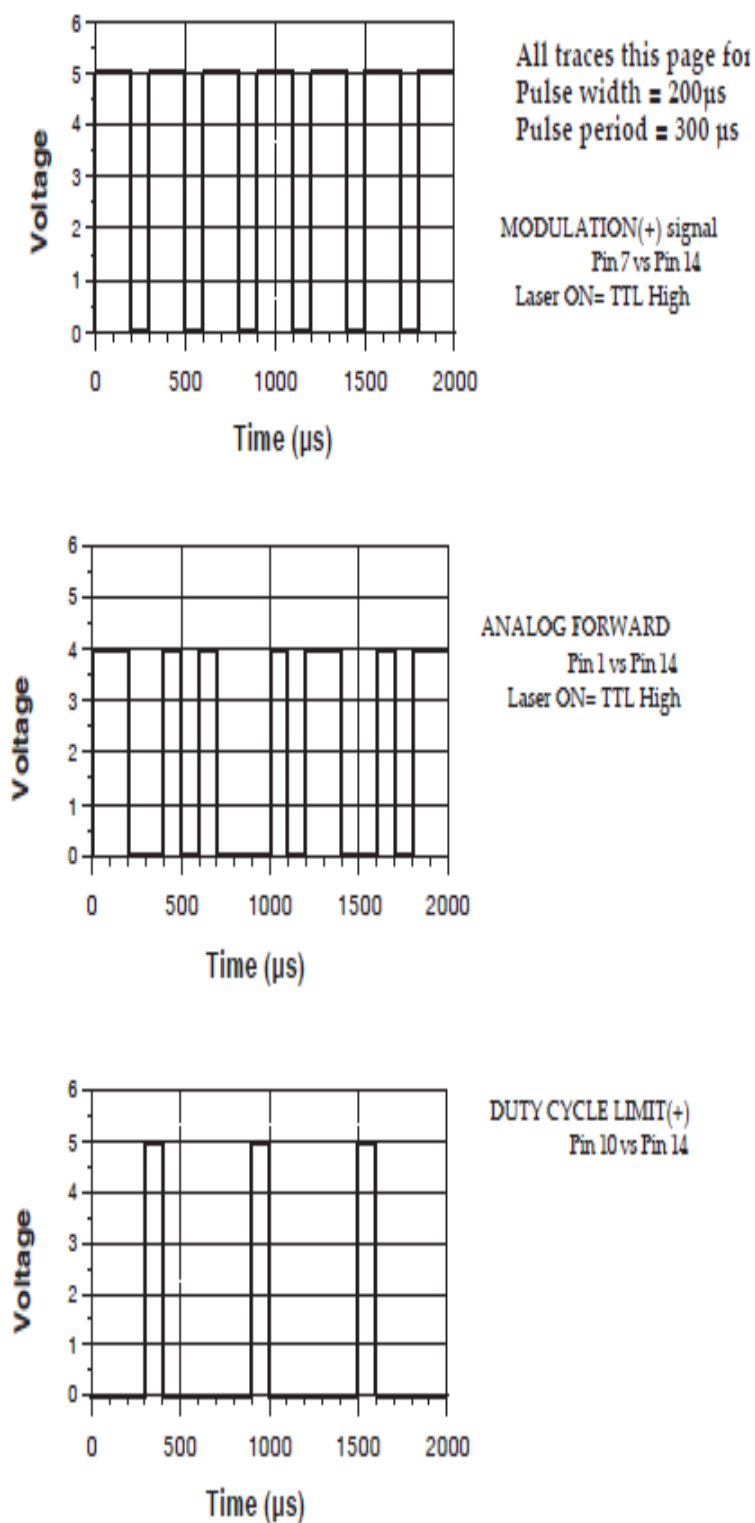 6
5
4
3
2
1
0
Voltage
0 500 1000 1500 2000
Time (µs)
All traces this page for
Pulse width = 200µs
Pulse period = 300 µs
MODULATION(+) signal
Pin 7 vs Pin 14
Laser ON= TTL High
6
5
4
3
2
1
0
Voltage
0 500 1000 1500 2000
Time (µs)
ANALOG FORWARD
Pin 1 vs Pin 14
Laser ON= TTL High
6
5
4
3
2
1
0
Voltage
0 500 1000 1500 2000
Time (µs)
DUTY CYCLE LIMIT(+)
Pin 10 vs Pin 14